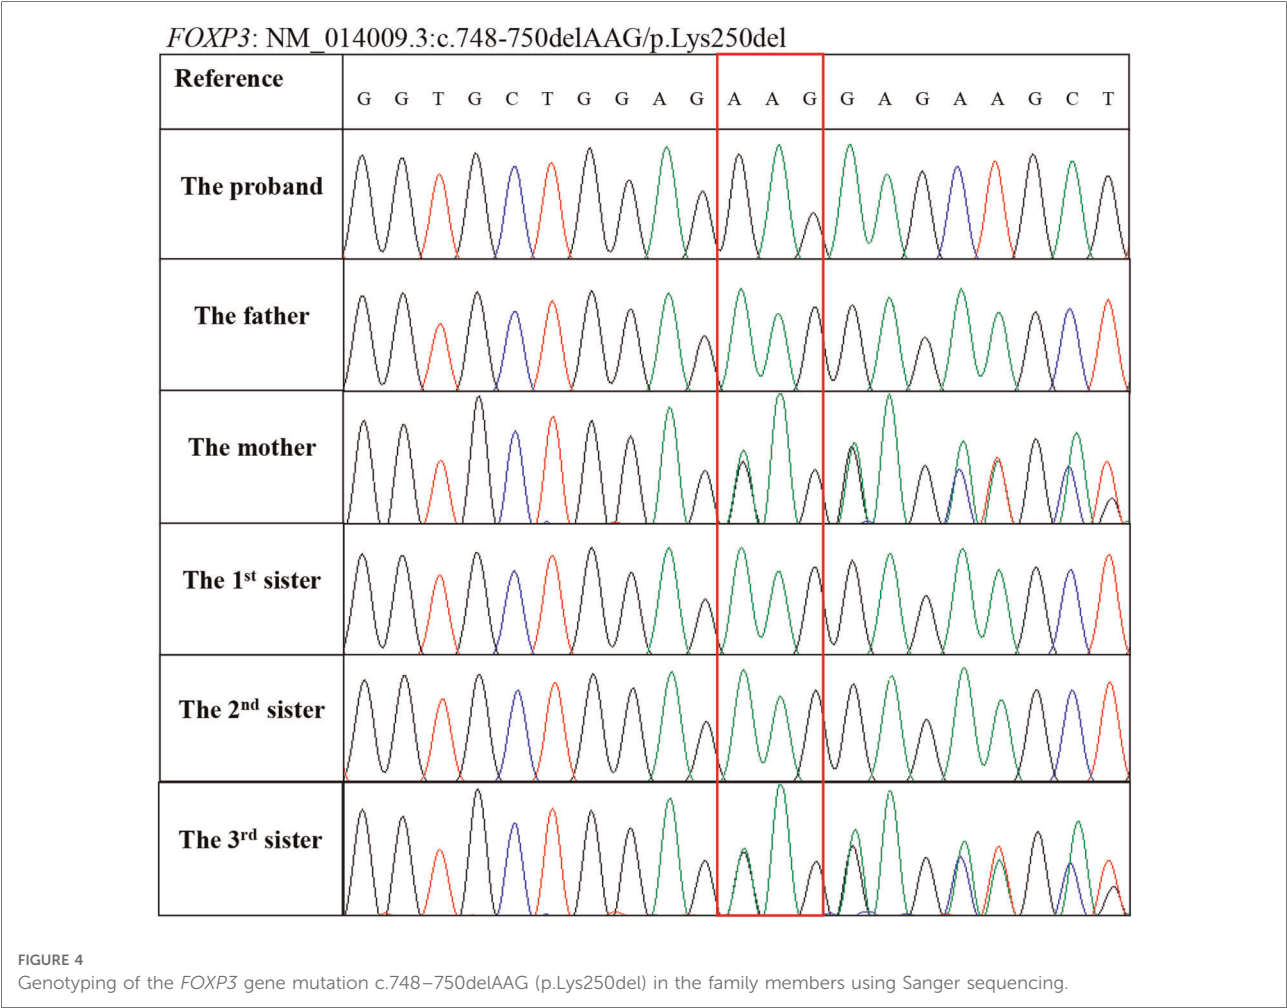 FOXP3: NM_014009.3:c.748-750delAAG/p.Lys250del
Reference
G G T G C T G G A G A A G G A G A A G C T
The proband
The father
The mother
The 1st sister
The 2nd sister
The 3rd sister
FIGURE 4
Genotyping of the FOXP3 gene mutation c.748–750delAAG (p.Lys250del) in the family members using Sanger sequencing.